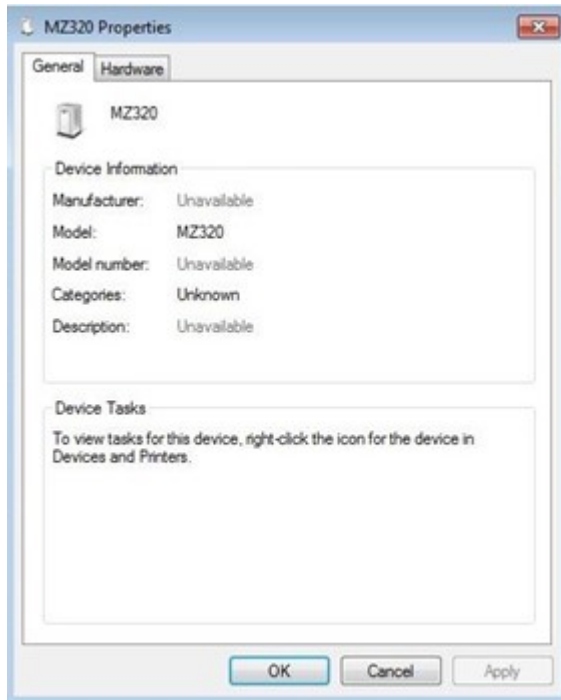 MZ320 Properties
General Hardware
MZ320
Device Information
Manufacturer: Unavailable
Model: MZ320
Model number: Unavailable
Categories: Unknown
Description: Unavailable
Device Tasks
To view tasks for this device, right-click the icon for the device in
Devices and Printers.
OK Cancel Apply